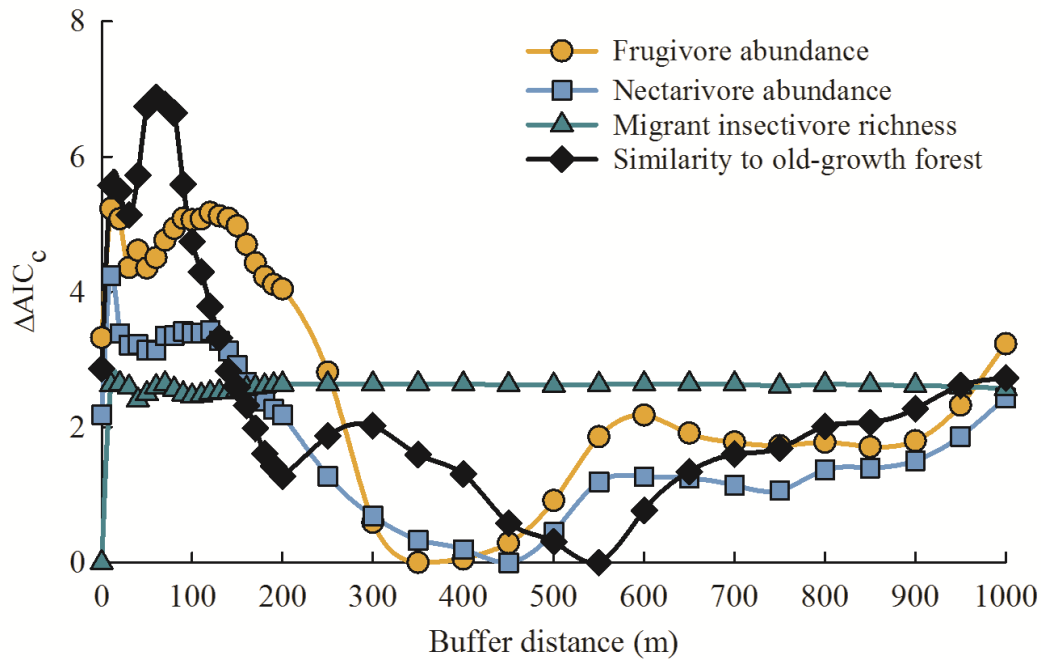 8
6
4
2
0
ΔAICc
Frugivore abundance
Nectarivore abundance
Migrant insectivore richness
Similarity to old-growth forest
0 100 200 300 400 500 600 700 800 900 1000
Buffer distance (m)